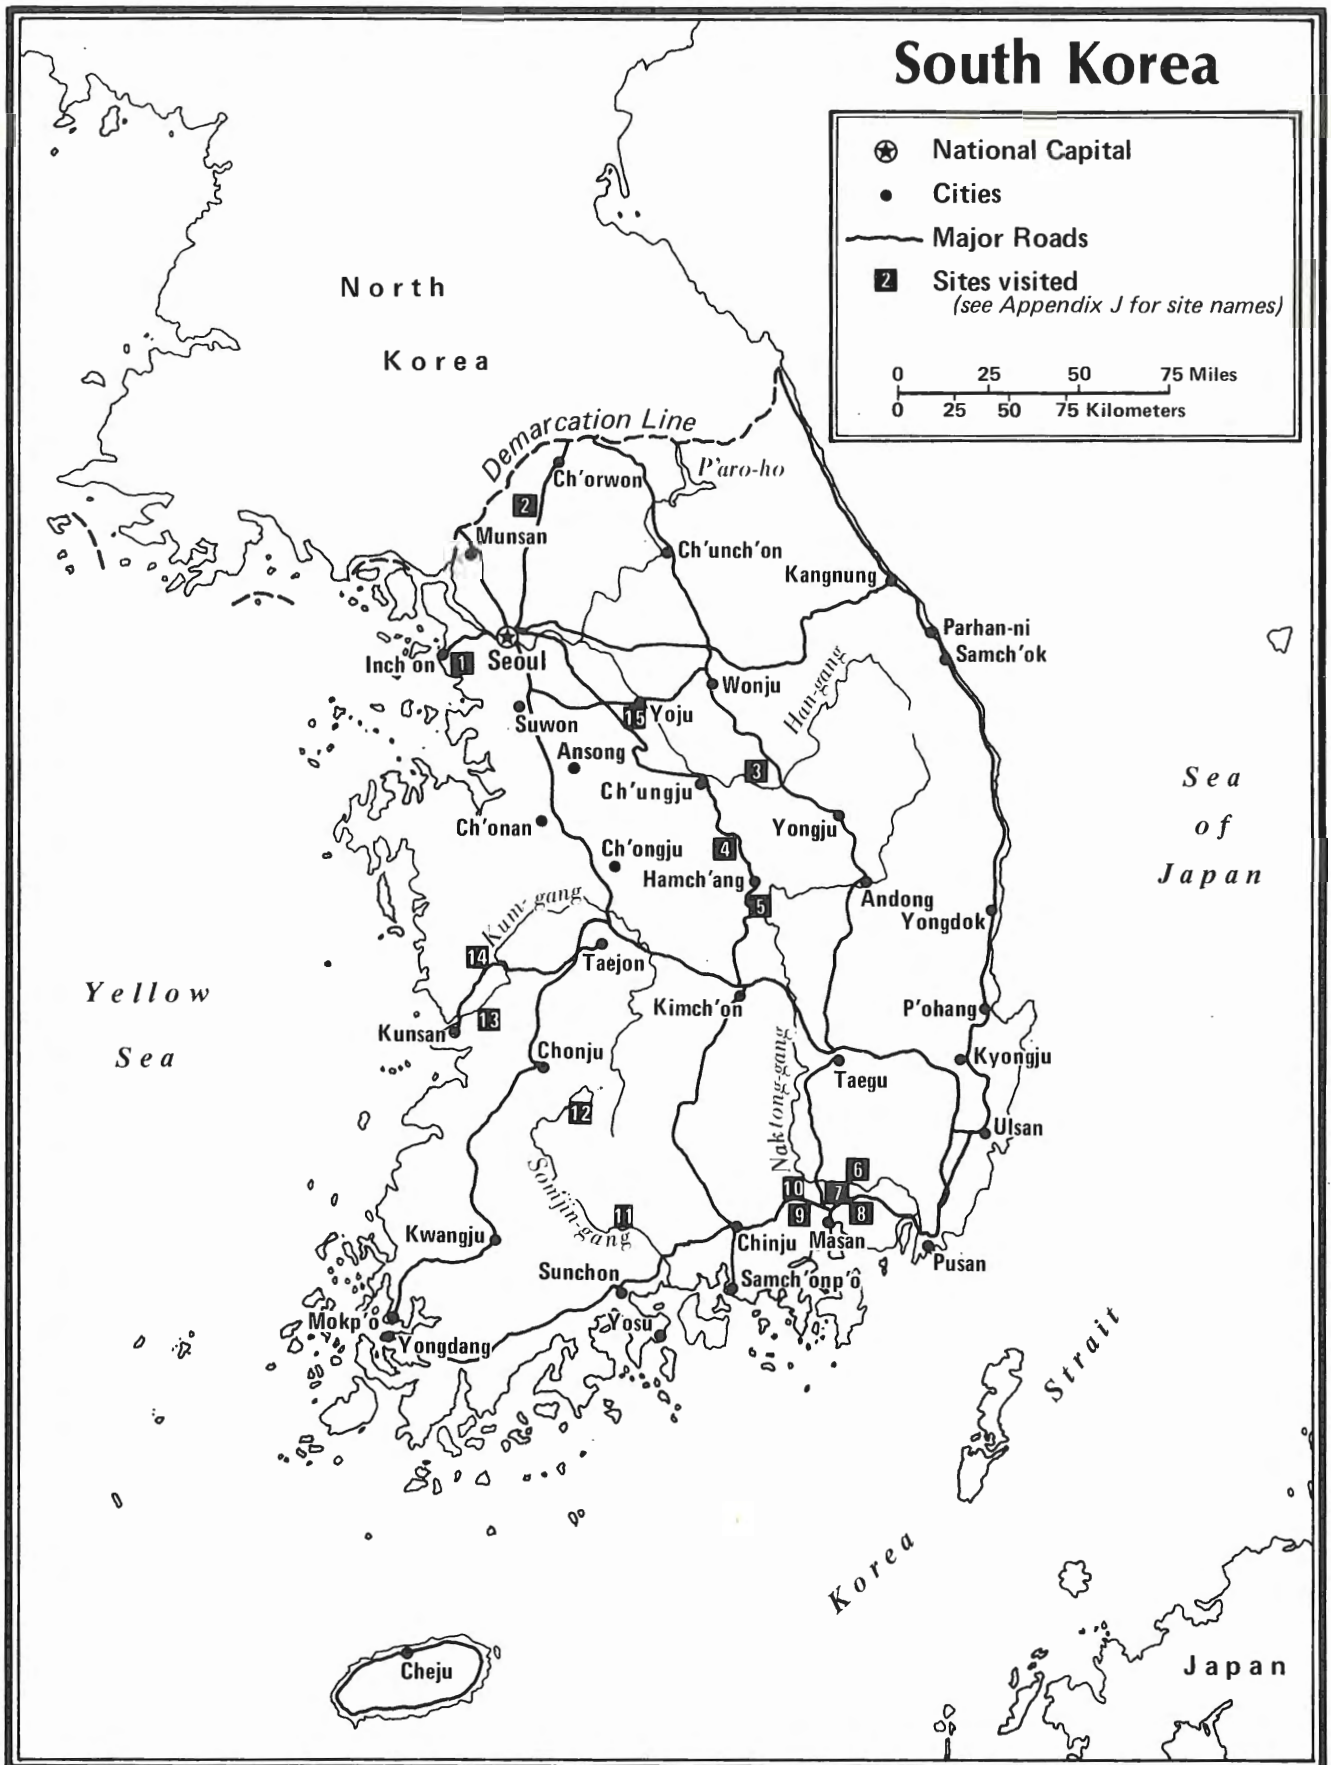 South Korea
National Capital
Cities
Major Roads
2 Sites visited
(see Appendix J for site names)
0 25 50 75 Miles
0 25 50 75 Kilometers
North
Korea
Demarcation Line
P'aro-ho
Ch'orwon
2
Munsan
Ch'unch'on
Kangnung
Parhan-ni
Samch'ok
Inch'on
1
Seoul
Wonju
Han-gang
15
Yoju
Suwon
Ansong
3
Ch'ungju
Sea
of
Japan
Ch'onan
Yongju
Ch'ongju
4
Hamch'ang
5
Andong
Yongdok
Kum-gang
14
Taejon
Yellow
Sea
Kimch'on
P'ohang
13
Kunsan
Chonju
Naktong-gang
Kyongju
Taegu
12
Ulsan
Somjin-gang
6
10
7
11
9
8
Kwangju
Chinju
Masan
Pusan
Sunchon
Samch'ônp'ô
Mokp'o
Yosu
Yongdang
Korea Strait
Cheju
Japan